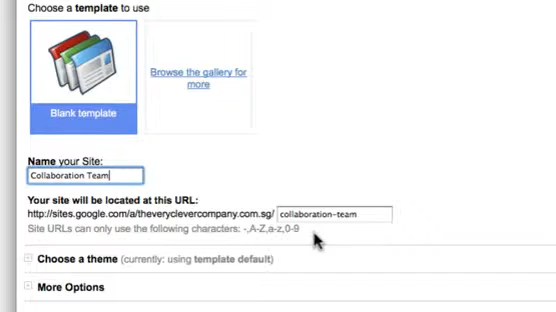 Choose a template to use
Browse the gallery for
more
Blank template
Name your Site:
Collaboration Team
Your site will be located at this URL:
http://sites.google.com/a/theveryclevercompany.com.sg/ collaboration-team
Site URLs can only use the following characters: -,A-Z,a-z,0-9
Choose a theme (currently: using template default)
More Options